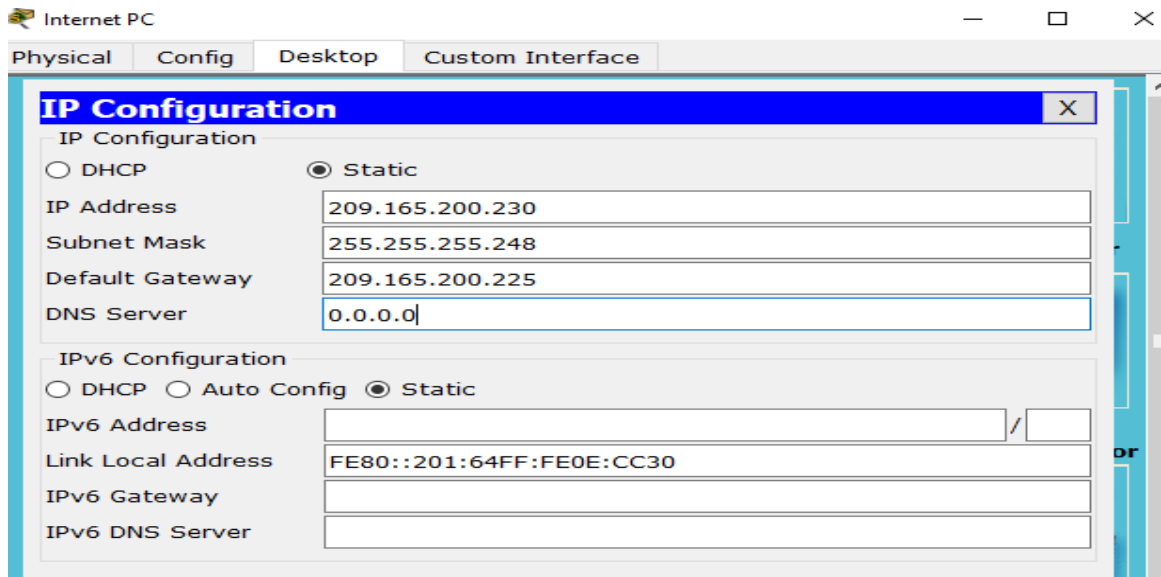 Internet PC
Physical Config Desktop Custom Interface
IP Configuration X
IP Configuration
DHCP Static
IP Address 209.165.200.230
Subnet Mask 255.255.255.248
Default Gateway 209.165.200.225
DNS Server 0.0.0.0
IPv6 Configuration
DHCP Auto Config Static
IPv6 Address /
Link Local Address FE80::201:64FF:FE0E:CC30
or
IPv6 Gateway
IPv6 DNS Server